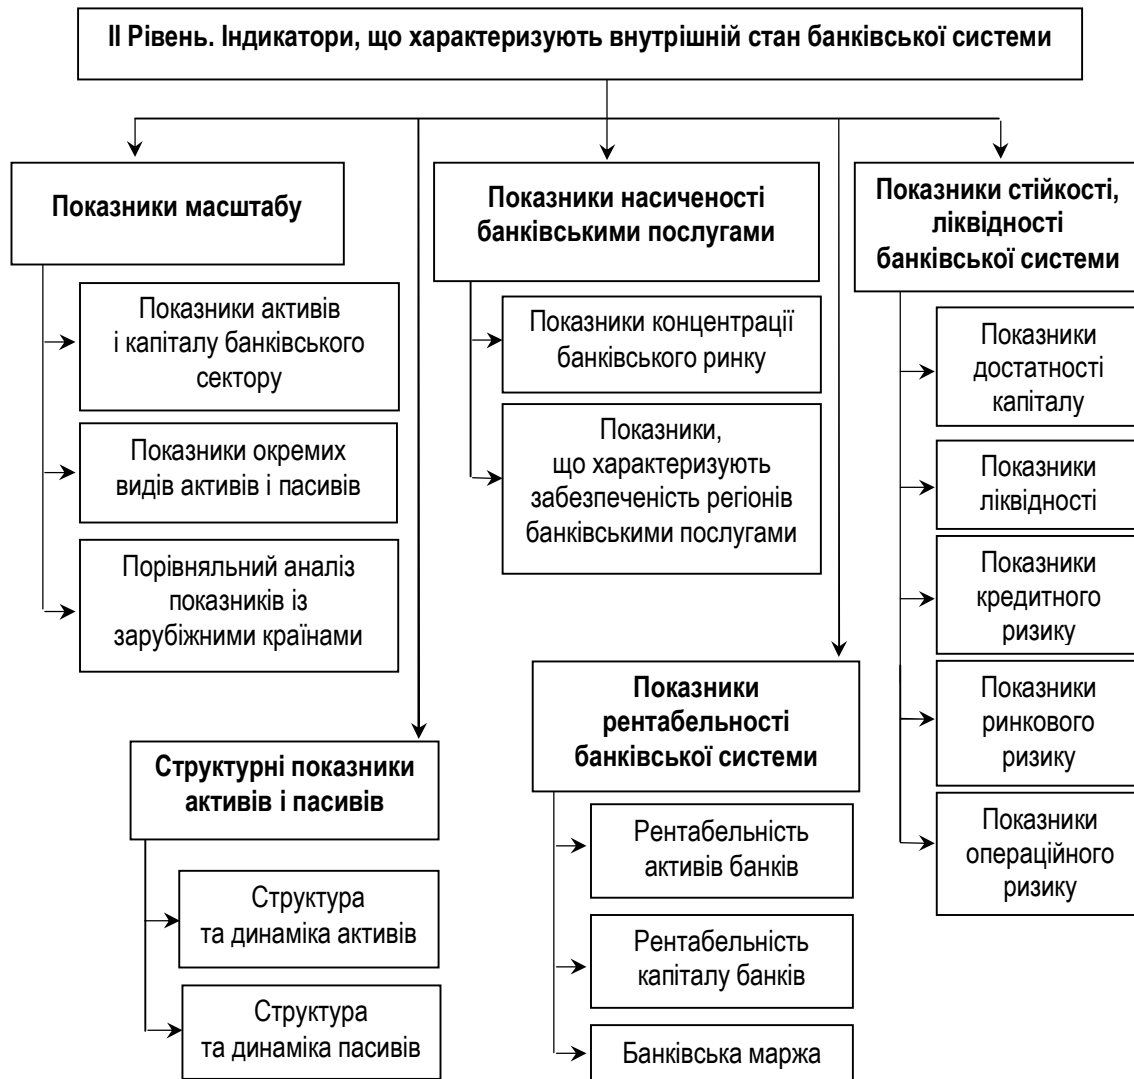 II Рівень. Індикатори, що характеризують внутрішній стан банківської системи
Показники масштабу
Показники активів
і капіталу банківського
сектору
Показники окремих
видів активів і пасивів
Порівняльний аналіз
показників із
зарубіжними країнами
Структурні показники
активів і пасивів
Структура
та динаміка активів
Структура
та динаміка пасивів
Показники насиченості
банківськими послугами
Показники концентрації
банківського ринку
Показники,
що характеризують
забезпеченість регіонів
банківськими послугами
Показники
рентабельності
банківської системи
Рентабельність
активів банків
Рентабельність
капіталу банків
Банківська маржа
Показники стійкості,
ліквідності
банківської системи
Показники
достатності
капіталу
Показники
ліквідності
Показники
кредитного
ризику
Показники
ринкового
ризику
Показники
операційного
ризику